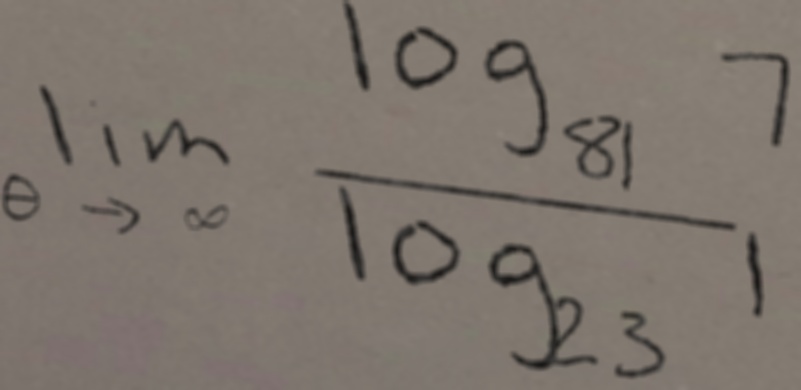 lim θ → ∞ log₈₁ 7 / log₂₃ 1